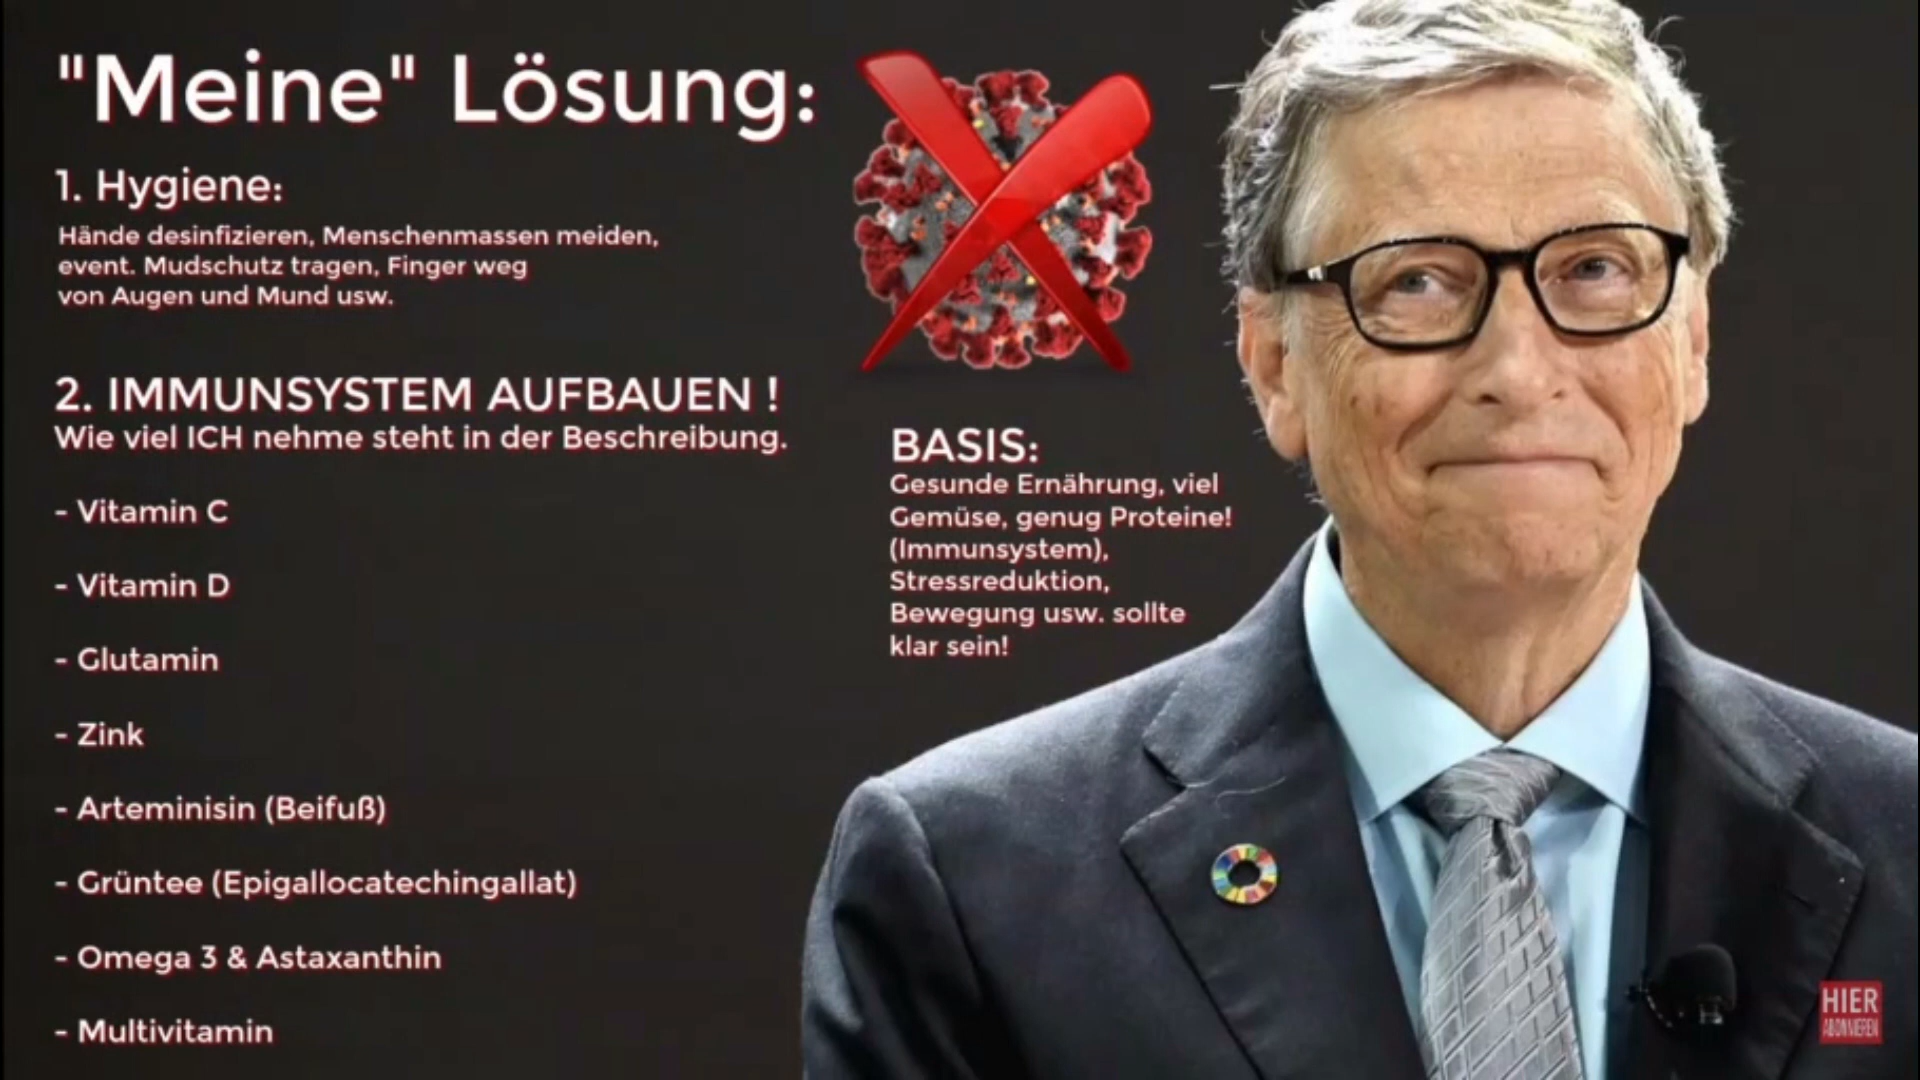 "Meine" Lösung:
1. Hygiene:
Hände desinfizieren, Menschenmassen meiden,
event. Mudschutz tragen, Finger weg
von Augen und Mund usw.
2. IMMUNSYSTEM AUFBAUEN !
Wie viel ICH nehme steht in der Beschreibung.
- Vitamin C
- Vitamin D
- Glutamin
- Zink
- Arteminisin (Beifuß)
- Grüntee (Epigallocatechingallat)
- Omega 3 & Astaxanthin
- Multivitamin
BASIS:
Gesunde Ernährung, viel
Gemüse, genug Proteine!
(Immunsystem),
Stressreduktion,
Bewegung usw. sollte
klar sein!
HIER
ABONNIEREN